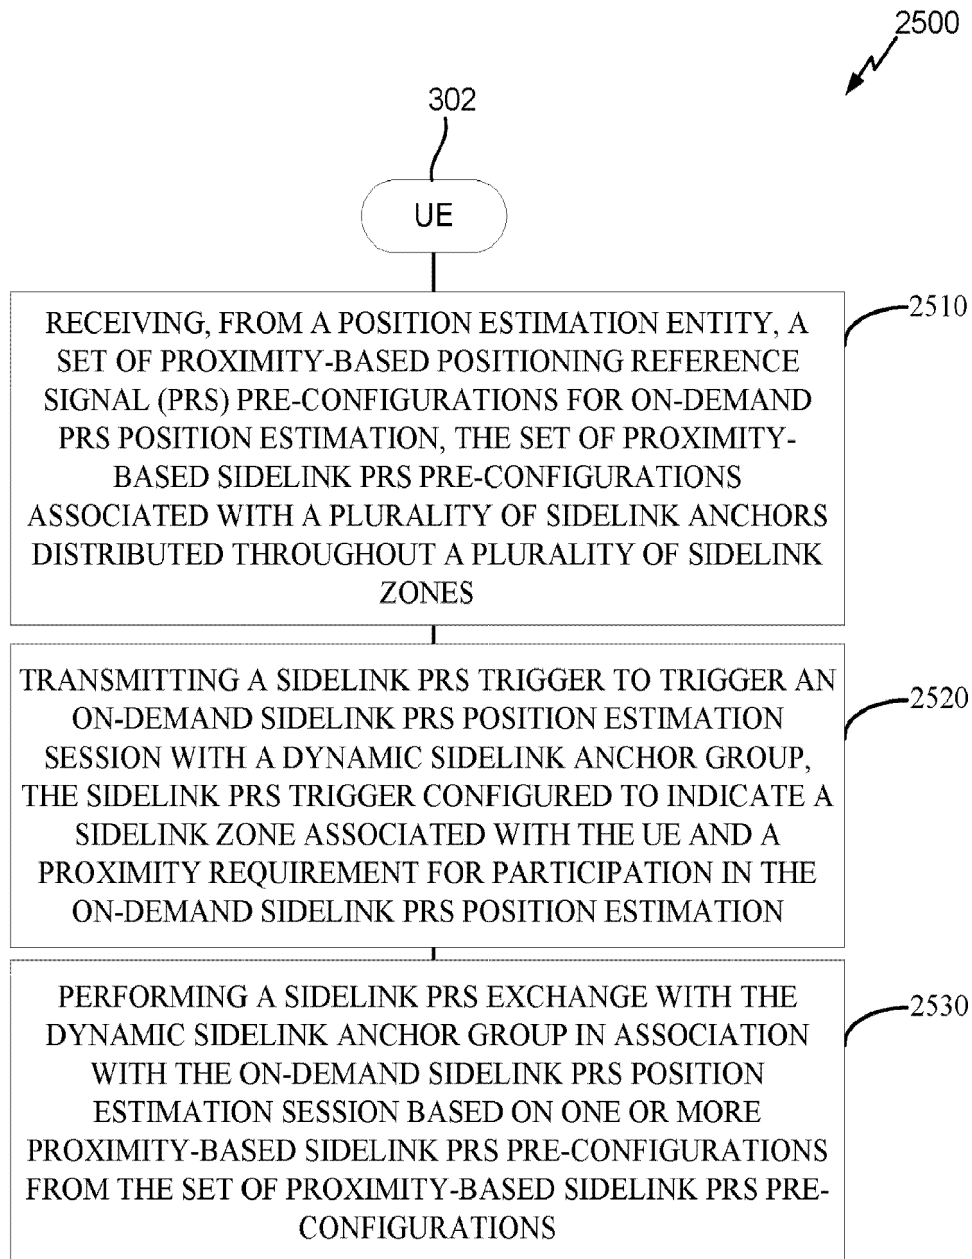 2500
302
UE
2510
RECEIVING, FROM A POSITION ESTIMATION ENTITY, A
SET OF PROXIMITY-BASED POSITIONING REFERENCE
SIGNAL (PRS) PRE-CONFIGURATIONS FOR ON-DEMAND
PRS POSITION ESTIMATION, THE SET OF PROXIMITY-
BASED SIDELINK PRS PRE-CONFIGURATIONS
ASSOCIATED WITH A PLURALITY OF SIDELINK ANCHORS
DISTRIBUTED THROUGHOUT A PLURALITY OF SIDELINK
ZONES
2520
TRANSMITTING A SIDELINK PRS TRIGGER TO TRIGGER AN
ON-DEMAND SIDELINK PRS POSITION ESTIMATION
SESSION WITH A DYNAMIC SIDELINK ANCHOR GROUP,
THE SIDELINK PRS TRIGGER CONFIGURED TO INDICATE A
SIDELINK ZONE ASSOCIATED WITH THE UE AND A
PROXIMITY REQUIREMENT FOR PARTICIPATION IN THE
ON-DEMAND SIDELINK PRS POSITION ESTIMATION
2530
PERFORMING A SIDELINK PRS EXCHANGE WITH THE
DYNAMIC SIDELINK ANCHOR GROUP IN ASSOCIATION
WITH THE ON-DEMAND SIDELINK PRS POSITION
ESTIMATION SESSION BASED ON ONE OR MORE
PROXIMITY-BASED SIDELINK PRS PRE-CONFIGURATIONS
FROM THE SET OF PROXIMITY-BASED SIDELINK PRS PRE-
CONFIGURATIONS